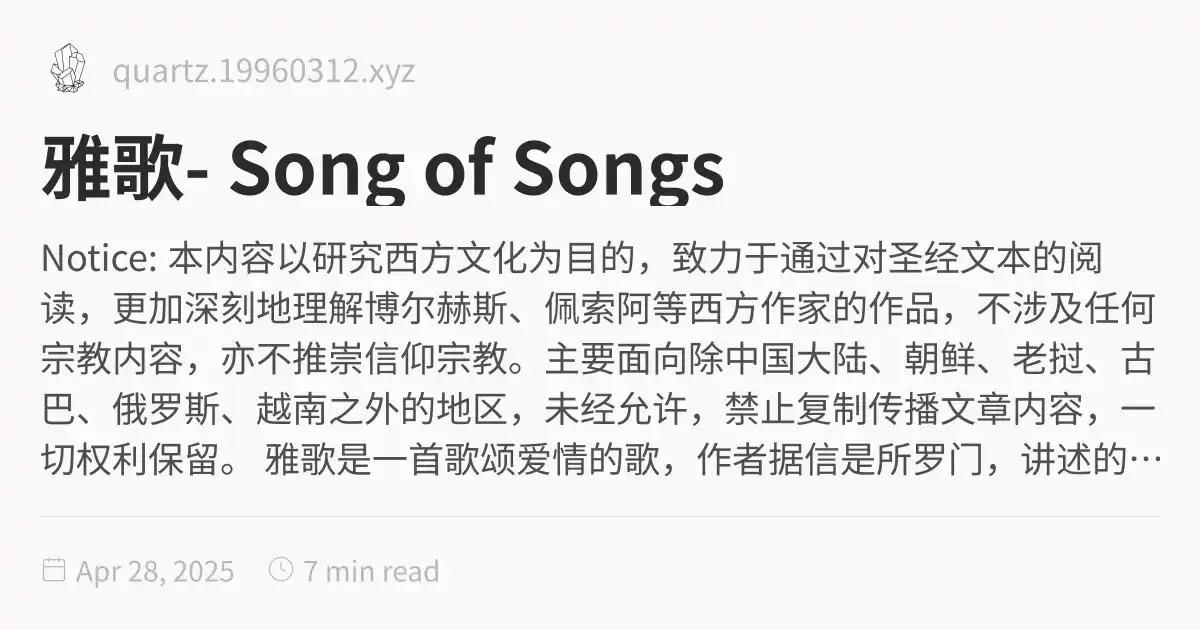 quartz.19960312.xyz
雅歌- Song of Songs
Notice: 本内容以研究西方文化为目的，致力于通过对圣经文本的阅
读，更加深刻地理解博尔赫斯、佩索阿等西方作家的作品，不涉及任何
宗教内容，亦不推崇信仰宗教。主要面向除中国大陆、朝鲜、老挝、古
巴、俄罗斯、越南之外的地区，未经允许，禁止复制传播文章内容，一
切权利保留。 雅歌是一首歌颂爱情的歌，作者据信是所罗门，讲述的…
Apr 28, 2025 7 min read